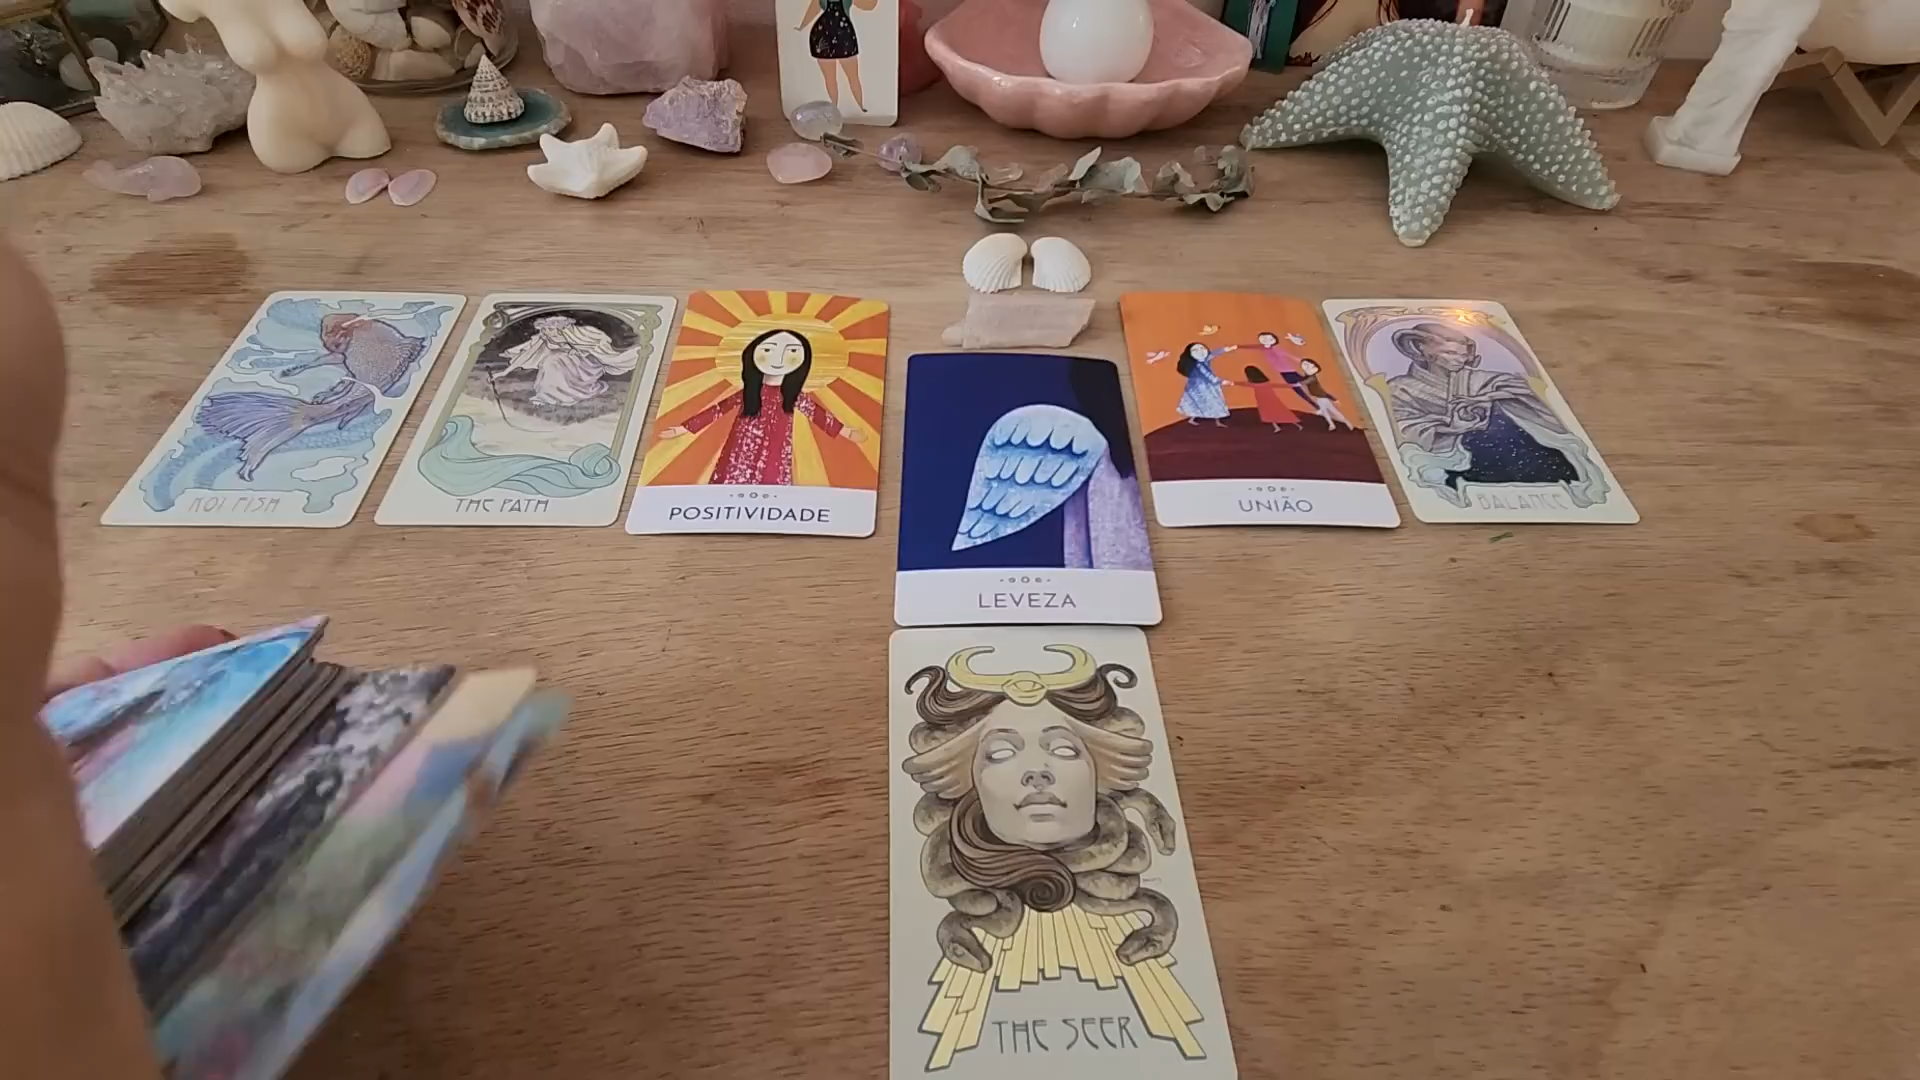 KOI FISH
THE PATH
POSITIVIDADE
LEVEZA
UNIÃO
BALANCE
THE SEER